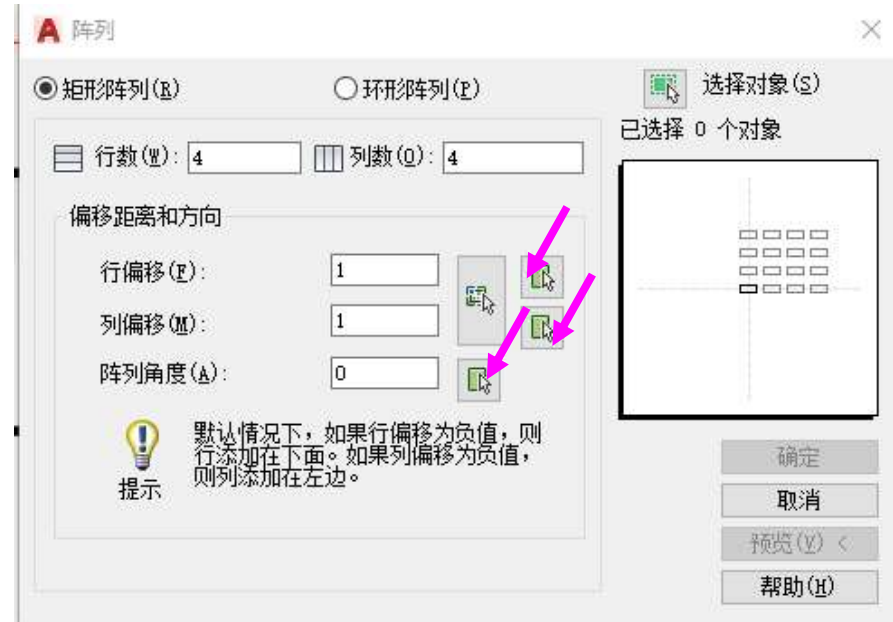 阵列
矩形阵列(R)
环形阵列(P)
选择对象(S)
已选择 0 个对象
行数(W): 4
列数(O): 4
偏移距离和方向
行偏移(F): 1
列偏移(M): 1
阵列角度(A): 0
默认情况下，如果行偏移为负值，则
行添加在下面。如果列偏移为负值，
则列添加在左边。
提示
确定
取消
预览(V) <
帮助(H)